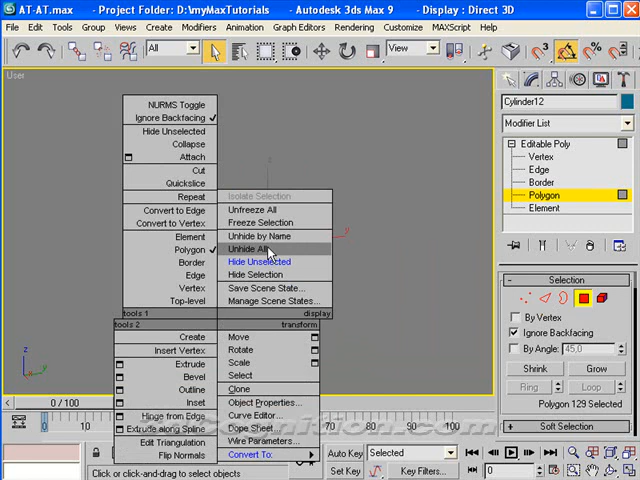 AT-AT.max - Project Folder: D:\myMaxTutorials - Autodesk 3ds Max 9 - Display : Direct 3D
File Edit Tools Group Views Create Modifiers Animation Graph Editors Rendering Customize MAXScript
All
View
User
NURMS Toggle
Ignore Backfacing
Hide Unselected
Collapse
Attach
Cut
Quickslice
Repeat
Convert to Edge
Convert to Vertex
Element
Polygon
Border
Edge
Vertex
Top-level
tools 1
Isolate Selection
Unfreeze All
Freeze Selection
Unhide by Name
Unhide All
Hide Unselected
Hide Selection
Save Scene State...
Manage Scene States...
display
tools 2
Create
Insert Vertex
Extrude
Bevel
Outline
Inset
Hinge from Edge
Extrude along Spline
Edit Triangulation
Flip Normals
transform
Move
Rotate
Scale
Select
Clone
Object Properties...
Curve Editor...
Dope Sheet...
Wire Parameters...
Convert To:
Cylinder12
Modifier List
Editable Poly
Vertex
Edge
Border
Polygon
Element
Selection
By Vertex
Ignore Backfacing
By Angle: 45,0
Shrink Grow
Ring Loop
Polygon 129 Selected
Soft Selection
z
y
x
0 / 100
0 60 70 80 90 100
Auto Key Selected
Set Key Key Filters... 0
Click or click-and-drag to select objects